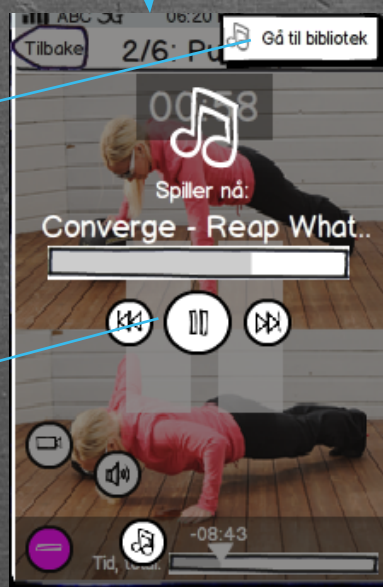 ABC 3G 06:20
Tilbake
2/6: Pu
Gå til bibliotek
00:58
Spiller nå:
Converge - Reap What..
-08:43
Tid, total: